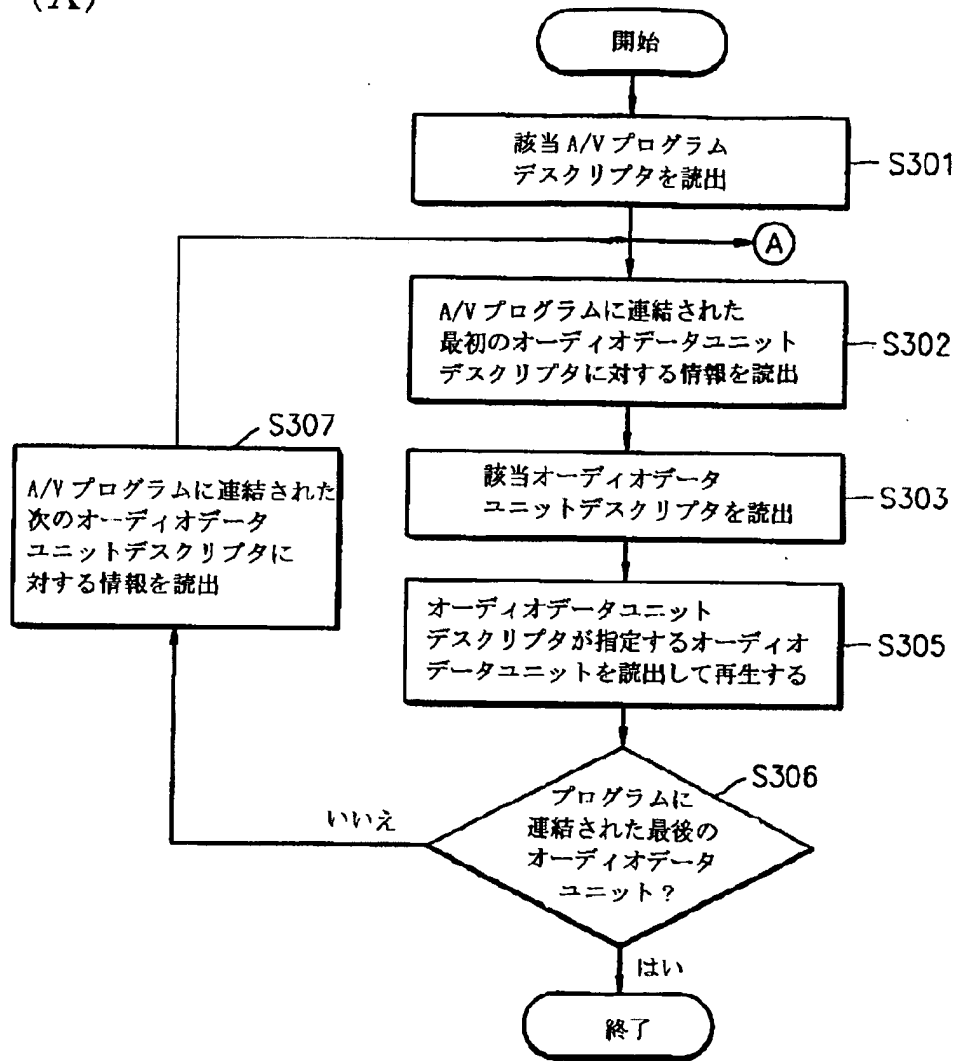 (A)
開始
該当A/Vプログラム
デスクリプタを読出
S301
A
A/Vプログラムに連結された
最初のオーディオデータユニット
デスクリプタに対する情報を読出
S302
S307
A/Vプログラムに連結された
次のオーディオデータ
ユニットデスクリプタに
対する情報を読出
該当オーディオデータ
ユニットデスクリプタを読出
S303
オーディオデータユニット
デスクリプタが指定するオーディオ
データユニットを読出して再生する
S305
S306
プログラムに
連結された最後の
オーディオデータ
ユニット?
いいえ
はい
終了